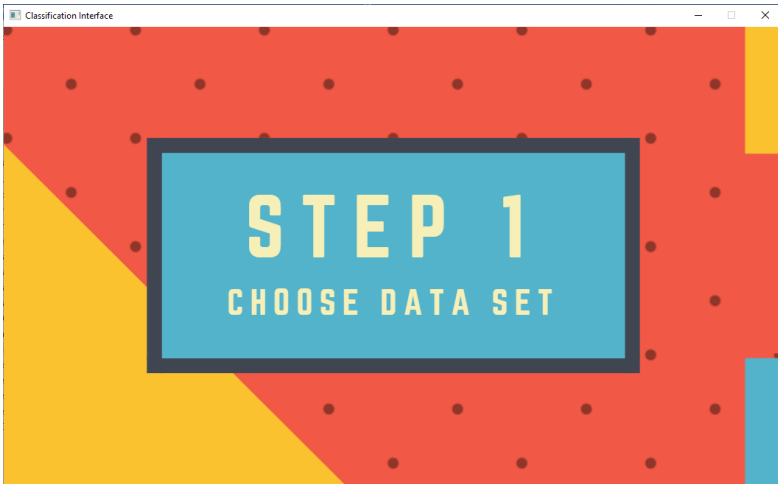 Classification Interface
STEP 1
CHOOSE DATA SET